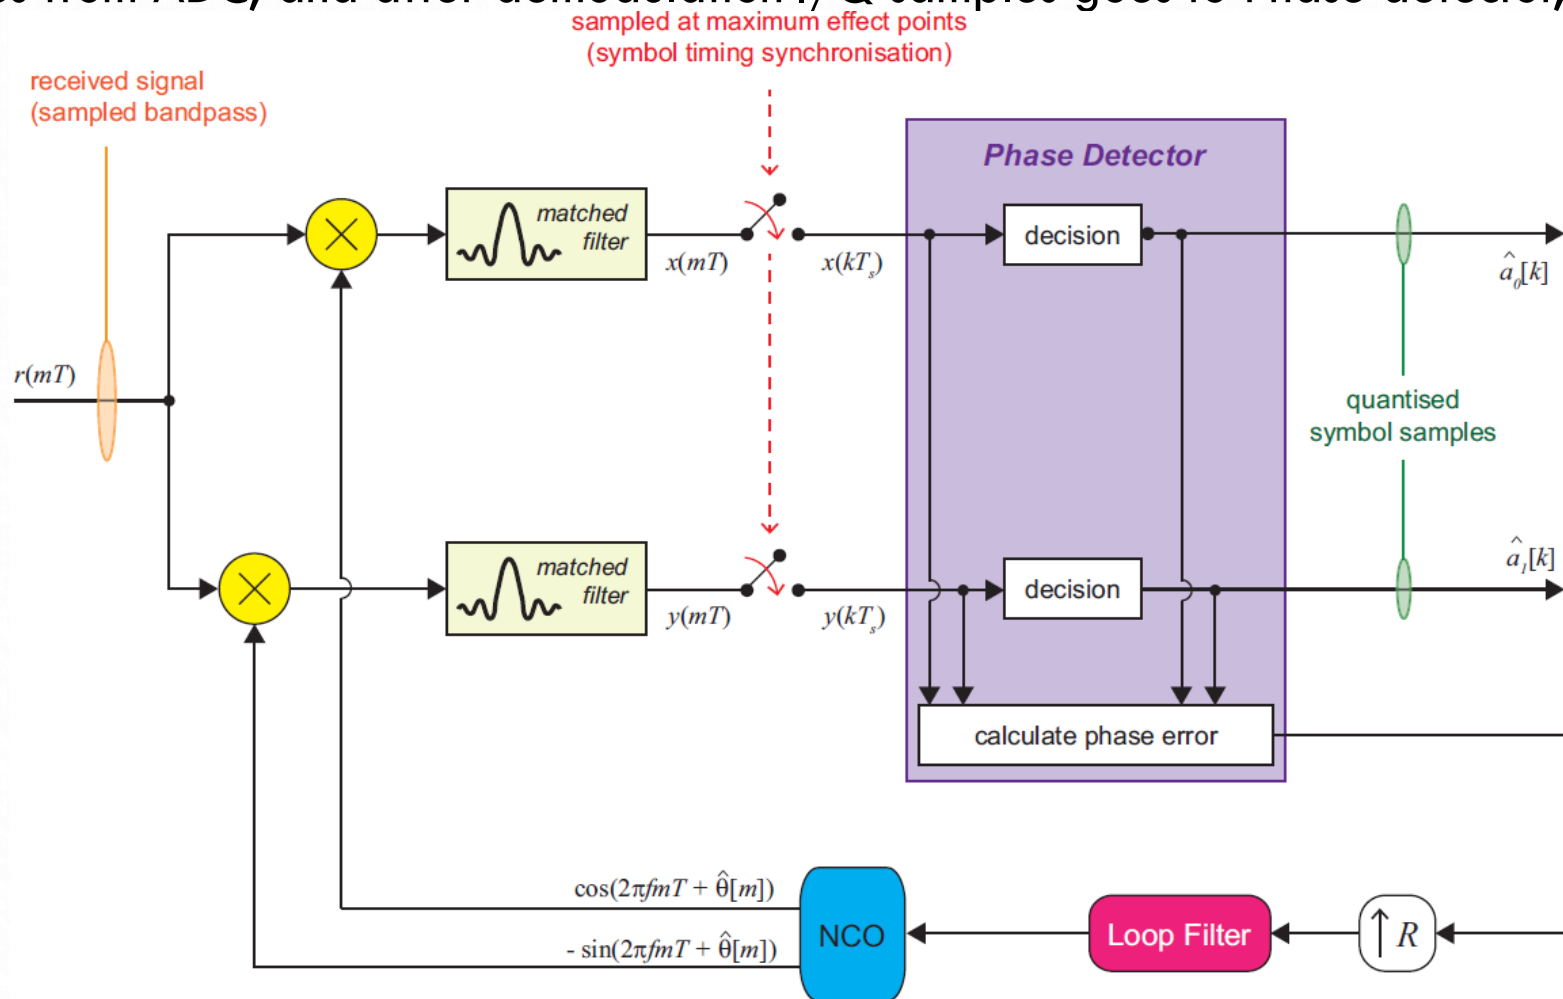 sampled at maximum effect points
(symbol timing synchronisation)
received signal
(sampled bandpass)
Phase Detector
matched
filter
decision
x(mT)
x(kTₛ)
â₀[k]
r(mT)
quantised
symbol samples
matched
filter
decision
â₁[k]
y(mT)
y(kTₛ)
calculate phase error
cos(2πfmT + θ̂[m])
- sin(2πfmT + θ̂[m])
NCO
Loop Filter
↑ R